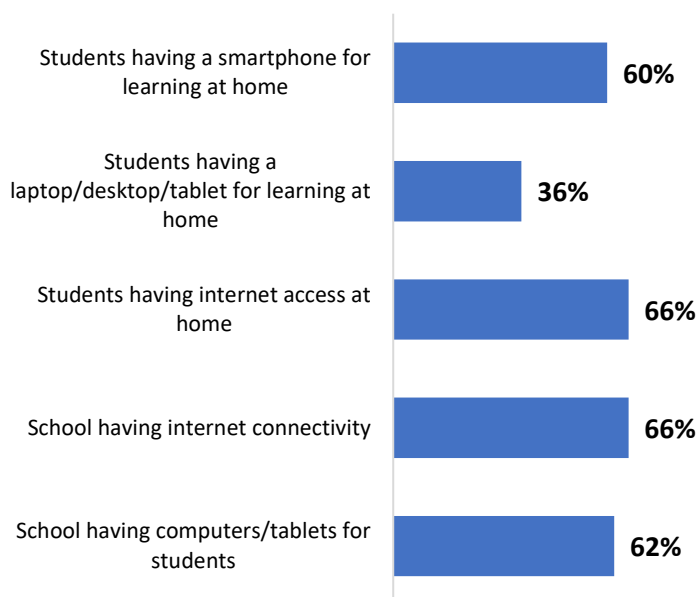 Students having a smartphone for
learning at home
60%
Students having a
laptop/desktop/tablet for learning at
home
36%
Students having internet access at
home
66%
School having internet connectivity
66%
School having computers/tablets for
students
62%